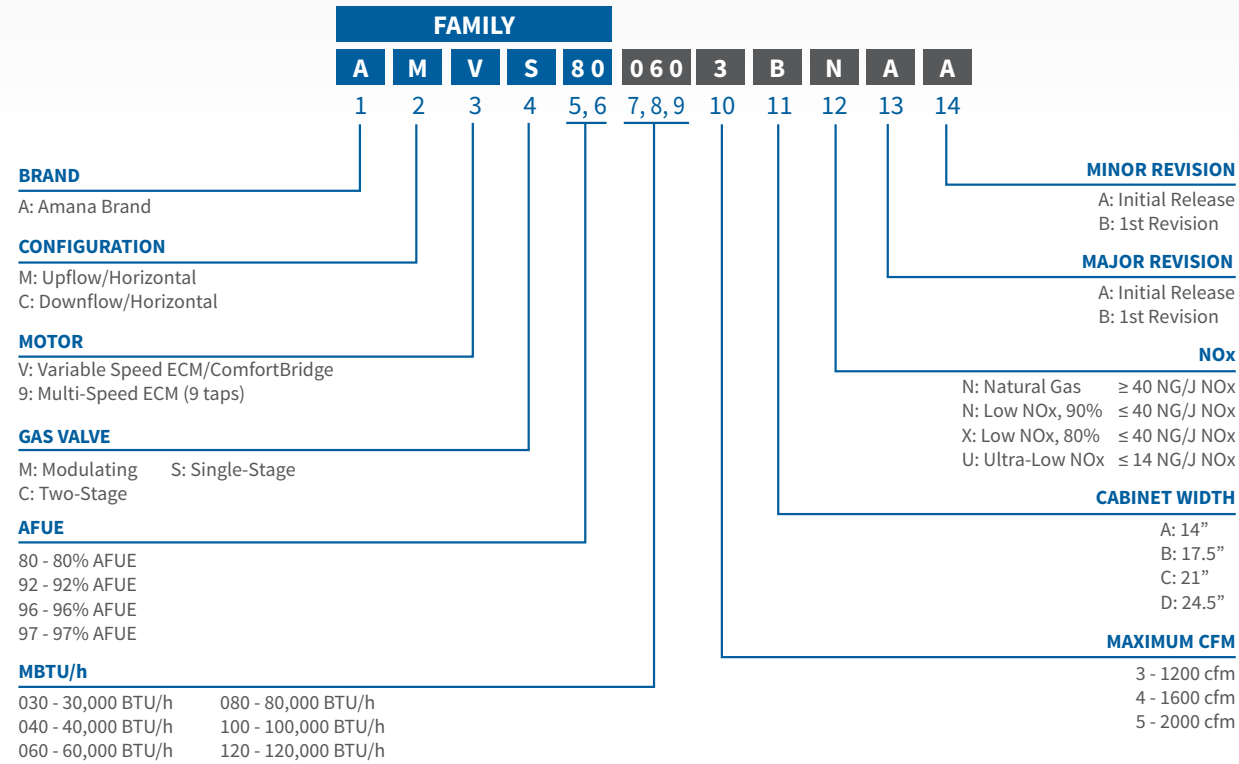 FAMILY
A M V S 80 060 3 B N A A
1 2 3 4 5, 6 7, 8, 9 10 11 12 13 14
BRAND
A: Amana Brand
CONFIGURATION
M: Upflow/Horizontal
C: Downflow/Horizontal
MOTOR
V: Variable Speed ECM/ComfortBridge
9: Multi-Speed ECM (9 taps)
GAS VALVE
M: Modulating S: Single-Stage
C: Two-Stage
AFUE
80 - 80% AFUE
92 - 92% AFUE
96 - 96% AFUE
97 - 97% AFUE
MBTU/h
030 - 30,000 BTU/h 080 - 80,000 BTU/h
040 - 40,000 BTU/h 100 - 100,000 BTU/h
060 - 60,000 BTU/h 120 - 120,000 BTU/h
MINOR REVISION
A: Initial Release
B: 1st Revision
MAJOR REVISION
A: Initial Release
B: 1st Revision
NOx
N: Natural Gas ≥ 40 NG/J NOx
N: Low NOx, 90% ≤ 40 NG/J NOx
X: Low NOx, 80% ≤ 40 NG/J NOx
U: Ultra-Low NOx ≤ 14 NG/J NOx
CABINET WIDTH
A: 14”
B: 17.5”
C: 21”
D: 24.5”
MAXIMUM CFM
3 - 1200 cfm
4 - 1600 cfm
5 - 2000 cfm